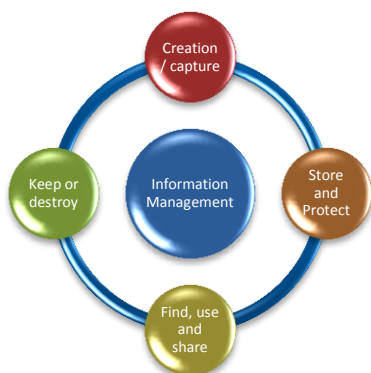 Creation
/ capture
Keep or
destroy
Information
Management
Store
and
Protect
Find, use
and
share